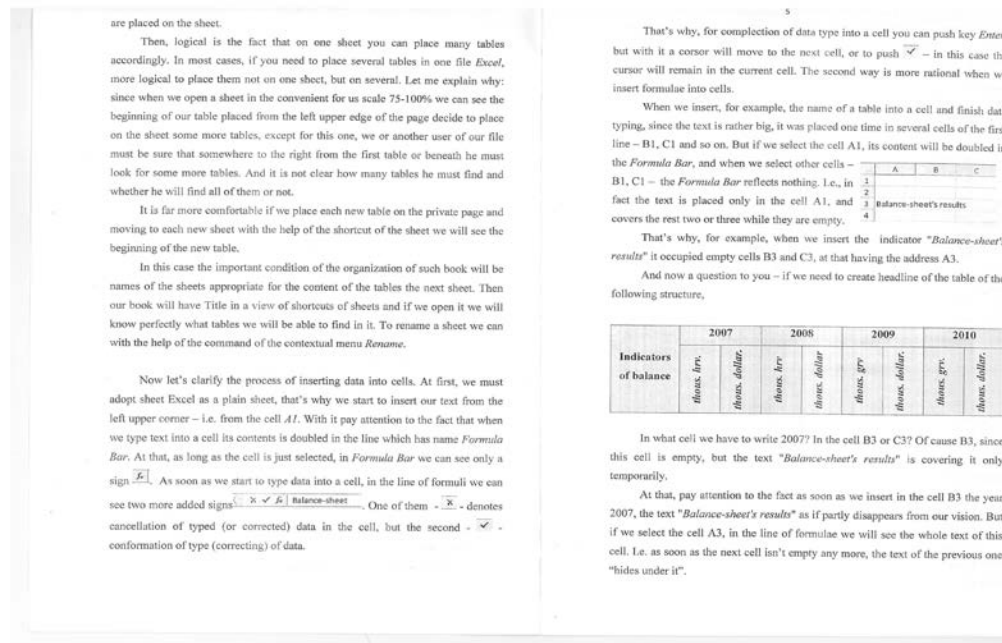 are placed on the sheet.
Then, logical is the fact that on one sheet you can place many tables
accordingly. In most cases, if you need to place several tables in one file Excel,
more logical to place them not on one sheet, but on several. Let me explain why:
since when we open a sheet in the convenient for us scale 75-100% we can see the
beginning of our table placed from the left upper edge of the page decide to place
on the sheet some more tables, except for this one, we or another user of our file
must be sure that somewhere to the right from the first table or beneath he must
look for some more tables. And it is not clear how many tables he must find and
whether he will find all of them or not.
It is far more comfortable if we place each new table on the private page and
moving to each new sheet with the help of the shortcut of the sheet we will see the
beginning of the new table.
In this case the important condition of the organization of such book will be
names of the sheets appropriate for the content of the tables the next sheet. Then
our book will have Title in a view of shortcuts of sheets and if we open it we will
know perfectly what tables we will be able to find in it. To rename a sheet we can
with the help of the command of the contextual menu Rename.
Now let's clarify the process of inserting data into cells. At first, we must
adopt sheet Excel as a plain sheet, that's why we start to insert our text from the
left upper corner – i.e. from the cell A1. With it pay attention to the fact that when
we type text into a cell its contents is doubled in the line which has name Formula
Bar. At that, as long as the cell is just selected, in Formula Bar we can see only a
sign fx. As soon as we start to type data into a cell, in the line of formuli we can
see two more added signs ✕ ✓ fx Balance-sheet. One of them - ✕ - denotes
cancellation of typed (or corrected) data in the cell, but the second - ✓ -
conformation of type (correcting) of data.
5
That's why, for complection of data type into a cell you can push key Enter
but with it a corsor will move to the next cell, or to push ✓ – in this case th
cursor will remain in the current cell. The second way is more rational when w
insert formulae into cells.
When we insert, for example, the name of a table into a cell and finish dat
typing, since the text is rather big, it was placed one time in several cells of the firs
line – B1, C1 and so on. But if we select the cell A1, its content will be doubled i
the Formula Bar, and when we select other cells –
B1, C1 – the Formula Bar reflects nothing. I.e., in
fact the text is placed only in the cell A1, and
covers the rest two or three while they are empty.
A B C
1
2
3 Balance-sheet's results
4
That's why, for example, when we insert the indicator "Balance-sheet's
results" it occupied empty cells B3 and C3, at that having the address A3.
And now a question to you – if we need to create headline of the table of the
following structure,
Indicators of balance 2007 2008 2009 2010
thous. hrv. thous. dollar. thous. hrv thous. dollar thous. grv thous. dollar. thous. grv. thous. dollar.
In what cell we have to write 2007? In the cell B3 or C3? Of cause B3, since
this cell is empty, but the text "Balance-sheet's results" is covering it only
temporarily.
At that, pay attention to the fact as soon as we insert in the cell B3 the year
2007, the text "Balance-sheet's results" as if partly disappears from our vision. But
if we select the cell A3, in the line of formulae we will see the whole text of this
cell. I.e. as soon as the next cell isn't empty any more, the text of the previous one
"hides under it".